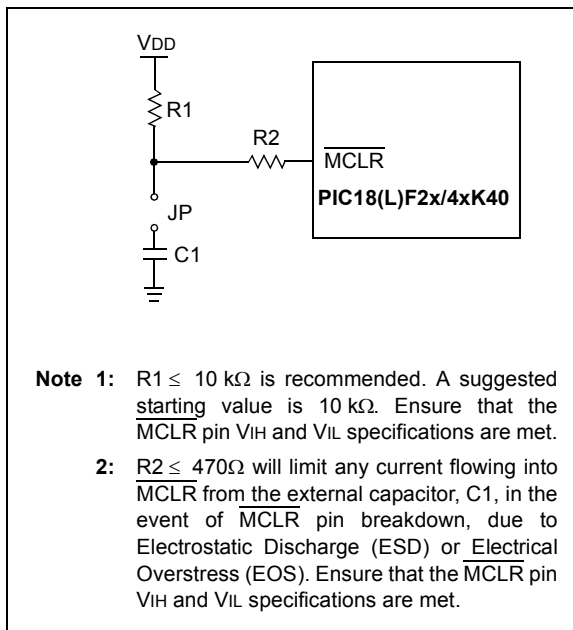 VDD
R1
R2
MCLR
PIC18(L)F2x/4xK40
JP
C1
Note 1: R1 ≤ 10 kΩ is recommended. A suggested
starting value is 10 kΩ. Ensure that the
MCLR pin VIH and VIL specifications are met.
2: R2 ≤ 470Ω will limit any current flowing into
MCLR from the external capacitor, C1, in the
event of MCLR pin breakdown, due to
Electrostatic Discharge (ESD) or Electrical
Overstress (EOS). Ensure that the MCLR pin
VIH and VIL specifications are met.